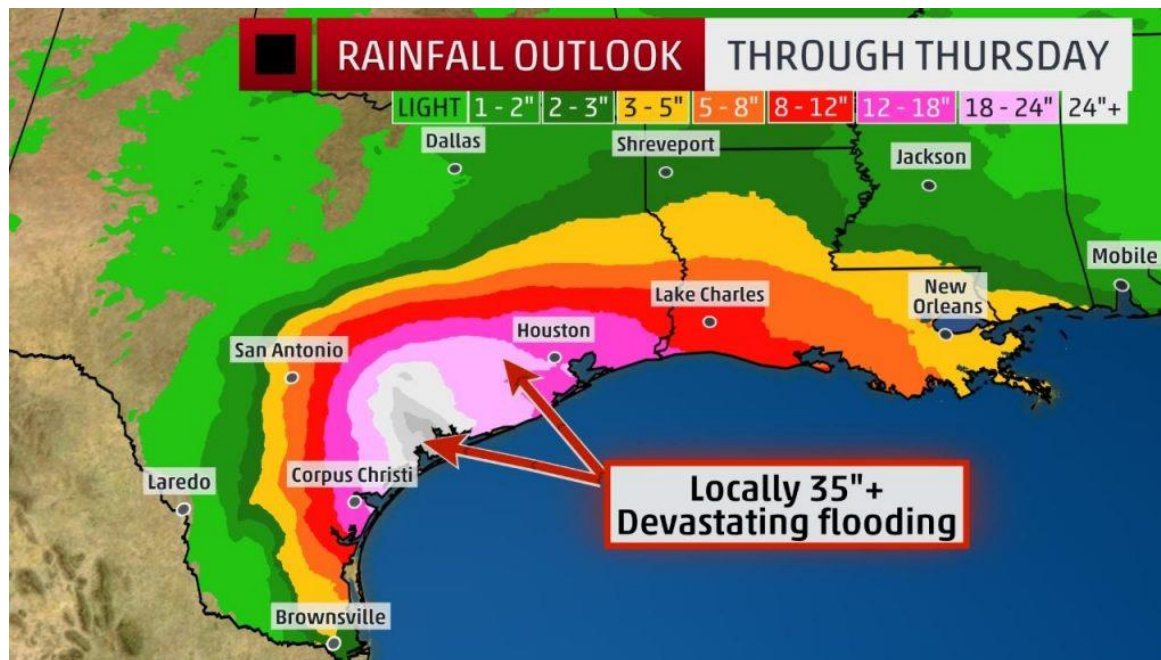 RAINFALL OUTLOOK THROUGH THURSDAY
LIGHT 1 - 2" 2 - 3" 3 - 5" 5 - 8" 8 - 12" 12 - 18" 18 - 24" 24"+
Dallas
Shreveport
Jackson
Mobile
Lake Charles
New
Orleans
Houston
San Antonio
Corpus Christi
Laredo
Locally 35"+
Devastating flooding
Brownsville